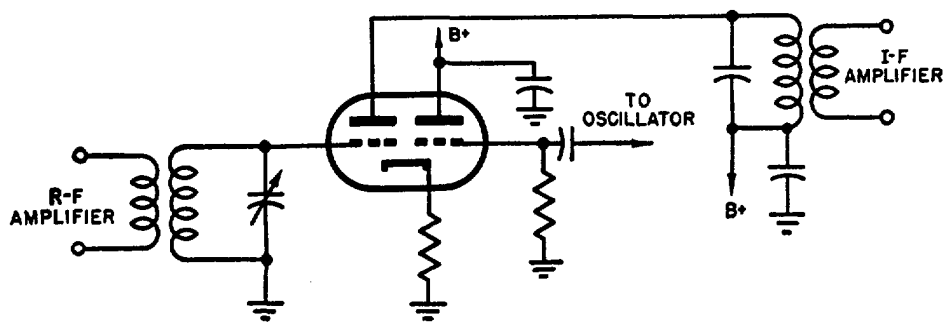 B+
TO
OSCILLATOR
I-F
AMPLIFIER
R-F
AMPLIFIER
B+